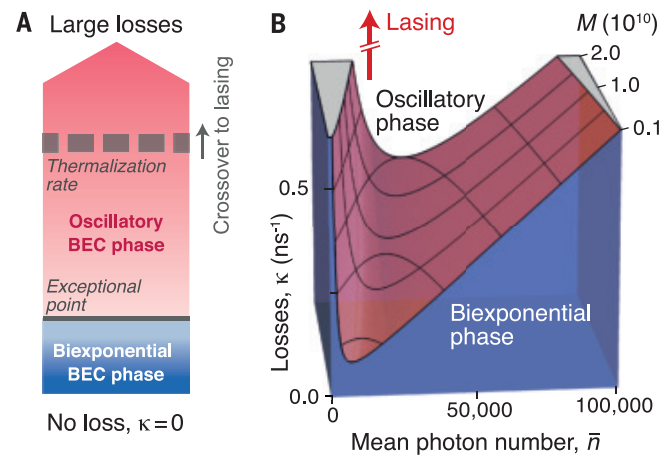 A
Large losses
Thermalization
rate
Oscillatory
BEC phase
Exceptional
point
Biexponential
BEC phase
No loss, κ=0
Crossover to lasing
B
Lasing
M (10¹⁰)
2.0
1.0
0.1
Oscillatory
phase
Biexponential
phase
Losses, κ (ns⁻¹)
0.5
0.0
0
50,000
100,000
Mean photon number, n̄